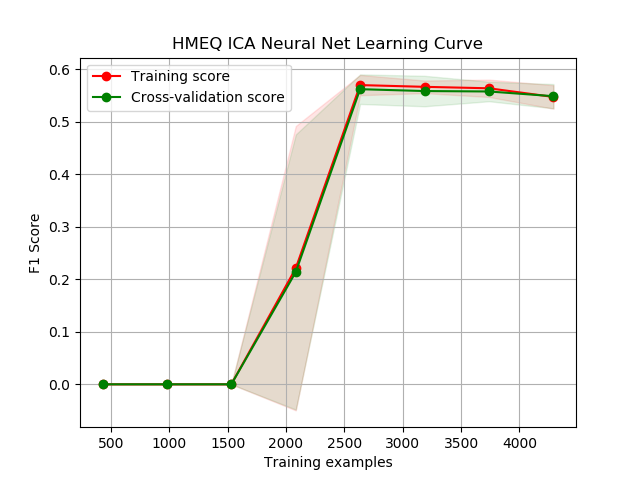 HMEQ ICA Neural Net Learning Curve
Training score
Cross-validation score
0.6
0.5
0.4
0.3
0.2
0.1
0.0
F1 Score
500 1000 1500 2000 2500 3000 3500 4000
Training examples